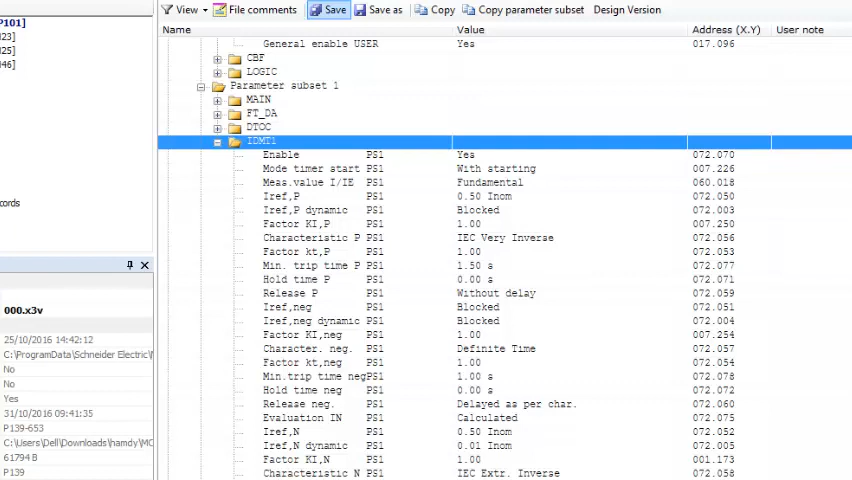 View File comments Save Save as Copy Copy parameter subset Design Version
Name Value Address (X,Y) User note
General enable USER Yes 017.096
CBF
LOGIC
Parameter subset 1
MAIN
FT_DA
DTOC
IDMT1
Enable PS1 Yes 072.070
Mode timer start PS1 With starting 007.226
Meas.value I/IE PS1 Fundamental 060.018
Iref,P PS1 0.50 Inom 072.050
Iref,P dynamic PS1 Blocked 072.003
Factor KI,P PS1 1.00 007.250
Characteristic P PS1 IEC Very Inverse 072.056
Factor kt,P PS1 1.00 072.053
Min. trip time P PS1 1.50 s 072.077
Hold time P PS1 0.00 s 072.071
Release P PS1 Without delay 072.059
Iref,neg PS1 Blocked 072.051
Iref,neg dynamic PS1 Blocked 072.004
Factor KI,neg PS1 1.00 007.254
Character. neg. PS1 Definite Time 072.057
Factor kt,neg PS1 1.00 072.054
Min.trip time negPS1 1.00 s 072.078
Hold time neg PS1 0.00 s 072.072
Release neg. PS1 Delayed as per char. 072.060
Evaluation IN PS1 Calculated 072.075
Iref,N PS1 0.50 Inom 072.052
Iref,N dynamic PS1 0.01 Inom 072.005
Factor KI,N PS1 1.00 001.173
Characteristic N PS1 IEC Extr. Inverse 072.058
P101]
N23]
N25]
M46]
cords
000.x3v
25/10/2016 14:42:12
C:\ProgramData\Schneider Electric\
No
No
Yes
31/10/2016 09:41:35
P139-653
C:\Users\Dell\Downloads\hamdy\MC
61794 B
P139